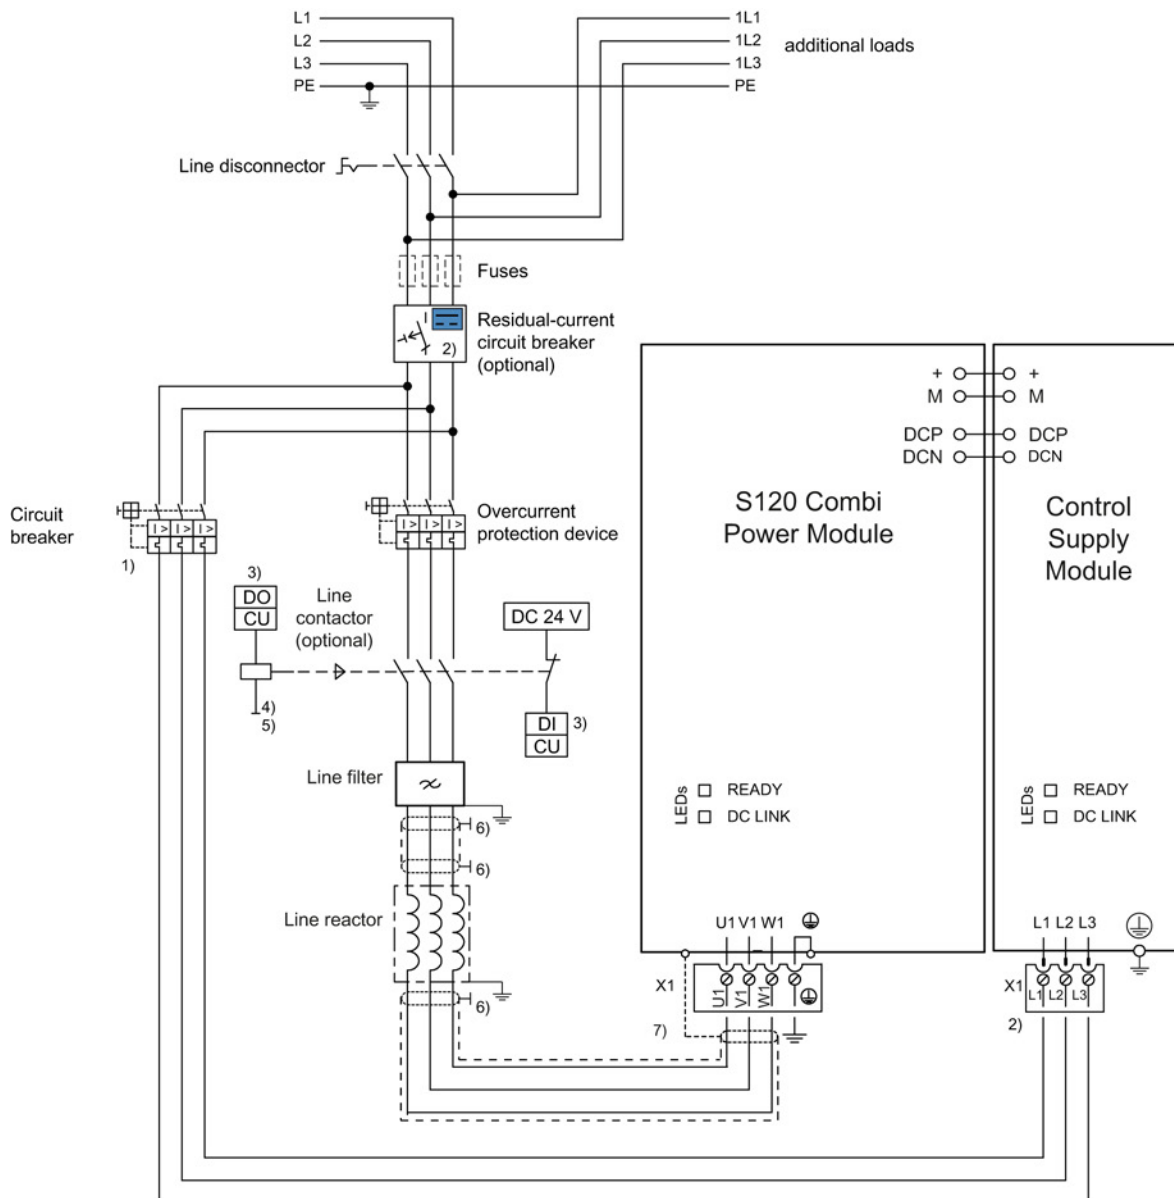 L1
1L1
L2
1L2
additional loads
L3
1L3
PE
PE
Line disconnector
Fuses
Residual-current
circuit breaker
(optional)
2)
+
+
M
M
DCP
DCP
DCN
DCN
S120 Combi
Power Module
Control
Supply
Module
Circuit
breaker
1)
I >
I >
I >
I >
I >
I >
Overcurrent
protection device
3)
DO
CU
Line
contactor
(optional)
DC 24 V
4)
5)
DI
CU
3)
Line filter
6)
6)
LEDs
READY
DC LINK
LEDs
READY
DC LINK
Line reactor
6)
U1 V1 W1
L1 L2 L3
X1
U1
V1
W1
X1
L1
L2
L3
7)
2)